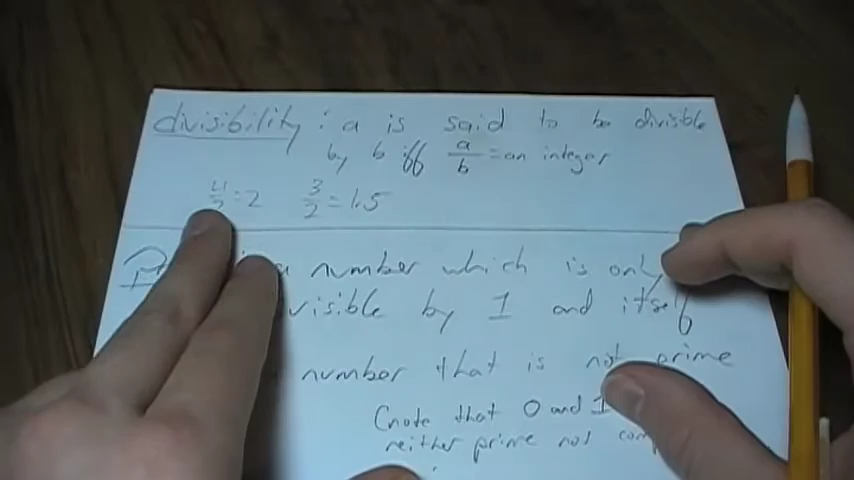 divisibility : a is said to be divisible
by b iff a/b = an integer
4/2 = 2 3/2 = 1.5
a number which is only
visible by 1 and itself
number that is not prime
(note that 0 and 1
neither prime not com